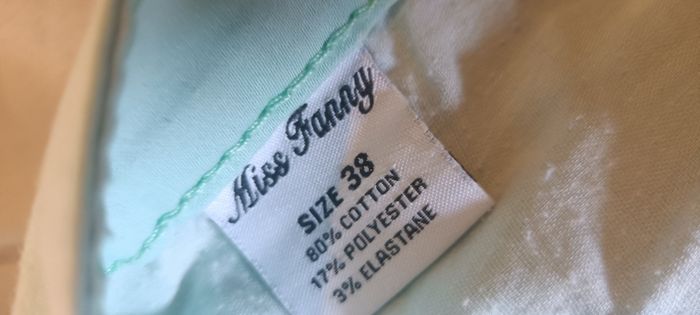 Miss Fanny
SIZE 38
80% COTTON
17% POLYESTER
3% ELASTANE